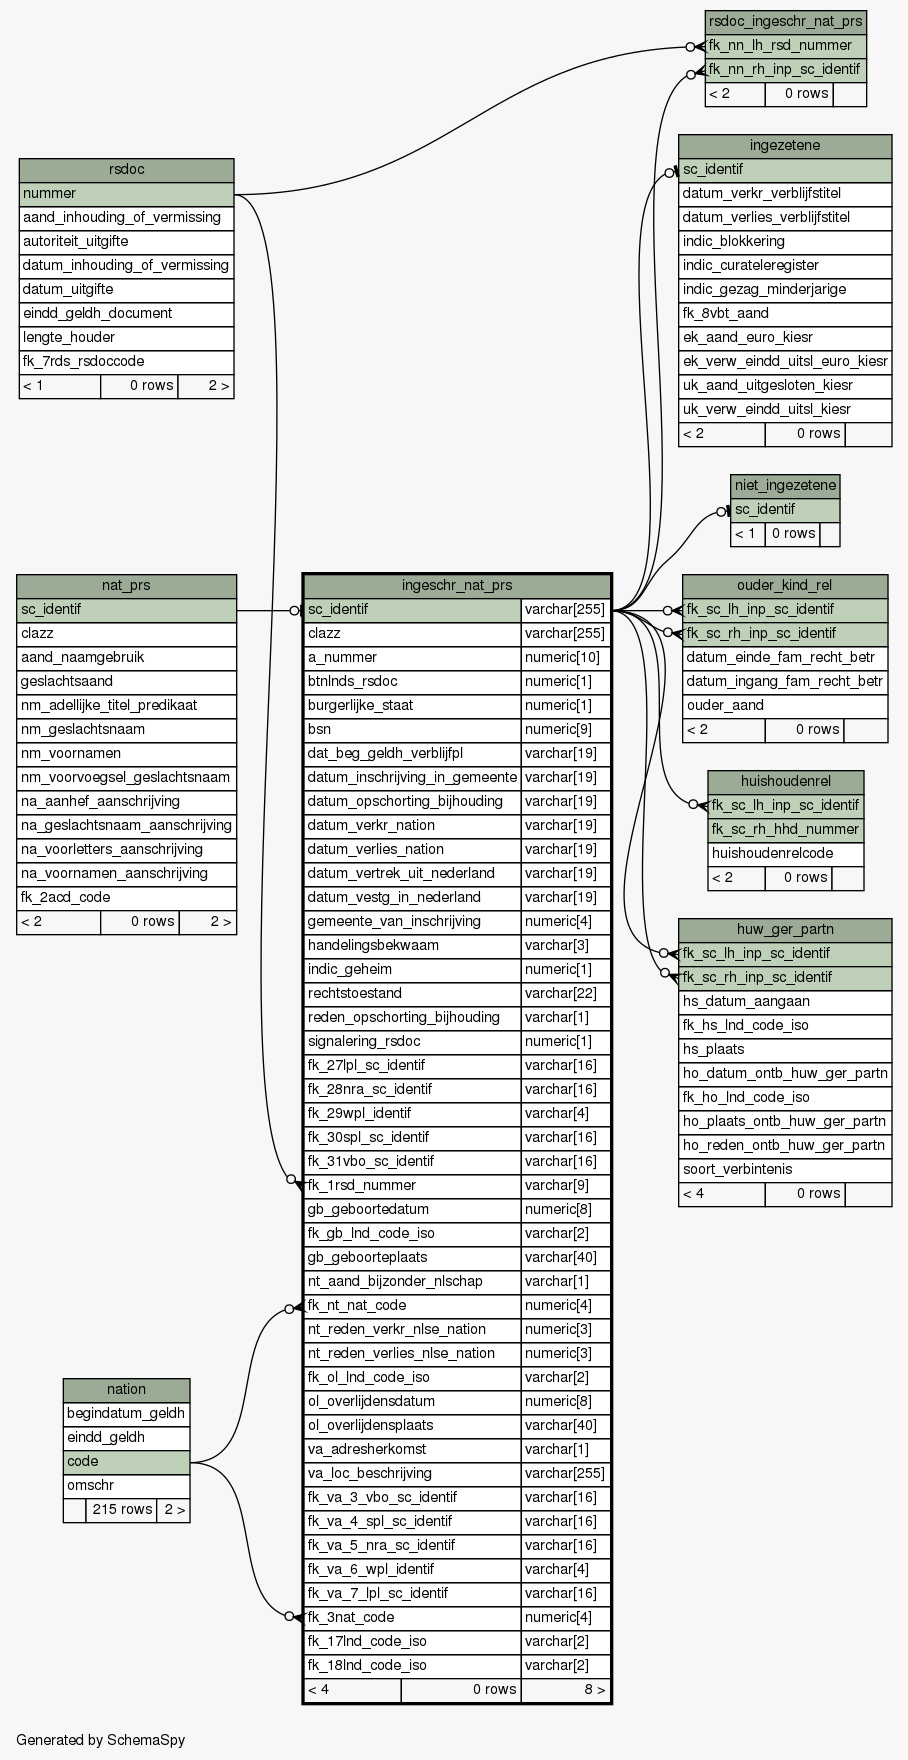 rsdoc_ingeschr_nat_prs
fk_nn_lh_rsd_nummer
fk_nn_rh_inp_sc_identif
< 2 0 rows
ingezetene
sc_identif
datum_verkr_verblijfstitel
datum_verlies_verblijfstitel
indic_blokkering
indic_curateleregister
indic_gezag_minderjarige
fk_8vbt_aand
ek_aand_euro_kiesr
ek_verw_eindd_uitsl_euro_kiesr
uk_aand_uitgesloten_kiesr
uk_verw_eindd_uitsl_kiesr
< 2 0 rows
rsdoc
nummer
aand_inhouding_of_vermissing
autoriteit_uitgifte
datum_inhouding_of_vermissing
datum_uitgifte
eindd_geldh_document
lengte_houder
fk_7rds_rsdoccode
< 1 0 rows 2 >
niet_ingezetene
sc_identif
< 1 0 rows
nat_prs
sc_identif
clazz
aand_naamgebruik
geslachtsaand
nm_adellijke_titel_predikaat
nm_geslachtsnaam
nm_voornamen
nm_voorvoegsel_geslachtsnaam
na_aanhef_aanschrijving
na_geslachtsnaam_aanschrijving
na_voorletters_aanschrijving
na_voornamen_aanschrijving
fk_2acd_code
< 2 0 rows 2 >
ingeschr_nat_prs
sc_identif varchar[255]
clazz varchar[255]
a_nummer numeric[10]
btnlnds_rsdoc numeric[1]
burgerlijke_staat numeric[1]
bsn numeric[9]
dat_beg_geldh_verblijfpl varchar[19]
datum_inschrijving_in_gemeente varchar[19]
datum_opschorting_bijhouding varchar[19]
datum_verkr_nation varchar[19]
datum_verlies_nation varchar[19]
datum_vertrek_uit_nederland varchar[19]
datum_vestg_in_nederland varchar[19]
gemeente_van_inschrijving numeric[4]
handelingsbekwaam varchar[3]
indic_geheim numeric[1]
rechtstoestand varchar[22]
reden_opschorting_bijhouding varchar[1]
signalering_rsdoc numeric[1]
fk_27lpl_sc_identif varchar[16]
fk_28nra_sc_identif varchar[16]
fk_29wpl_identif varchar[4]
fk_30spl_sc_identif varchar[16]
fk_31vbo_sc_identif varchar[16]
fk_1rsd_nummer varchar[9]
gb_geboortedatum numeric[8]
fk_gb_lnd_code_iso varchar[2]
gb_geboorteplaats varchar[40]
nt_aand_bijzonder_nlschap varchar[1]
fk_nt_nat_code numeric[4]
nt_reden_verkr_nlse_nation numeric[3]
nt_reden_verlies_nlse_nation numeric[3]
fk_ol_lnd_code_iso varchar[2]
ol_overlijdensdatum numeric[8]
ol_overlijdensplaats varchar[40]
va_adresherkomst varchar[1]
va_loc_beschrijving varchar[255]
fk_va_3_vbo_sc_identif varchar[16]
fk_va_4_spl_sc_identif varchar[16]
fk_va_5_nra_sc_identif varchar[16]
fk_va_6_wpl_identif varchar[4]
fk_va_7_lpl_sc_identif varchar[16]
fk_3nat_code numeric[4]
fk_17lnd_code_iso varchar[2]
fk_18lnd_code_iso varchar[2]
< 4 0 rows 8 >
ouder_kind_rel
fk_sc_lh_inp_sc_identif
fk_sc_rh_inp_sc_identif
datum_einde_fam_recht_betr
datum_ingang_fam_recht_betr
ouder_aand
< 2 0 rows
huishoudenrel
fk_sc_lh_inp_sc_identif
fk_sc_rh_hhd_nummer
huishoudenrelcode
< 2 0 rows
huw_ger_partn
fk_sc_lh_inp_sc_identif
fk_sc_rh_inp_sc_identif
hs_datum_aangaan
fk_hs_lnd_code_iso
hs_plaats
ho_datum_ontb_huw_ger_partn
fk_ho_lnd_code_iso
ho_plaats_ontb_huw_ger_partn
ho_reden_ontb_huw_ger_partn
soort_verbintenis
< 4 0 rows
nation
begindatum_geldh
eindd_geldh
code
omschr
215 rows 2 >
Generated by SchemaSpy